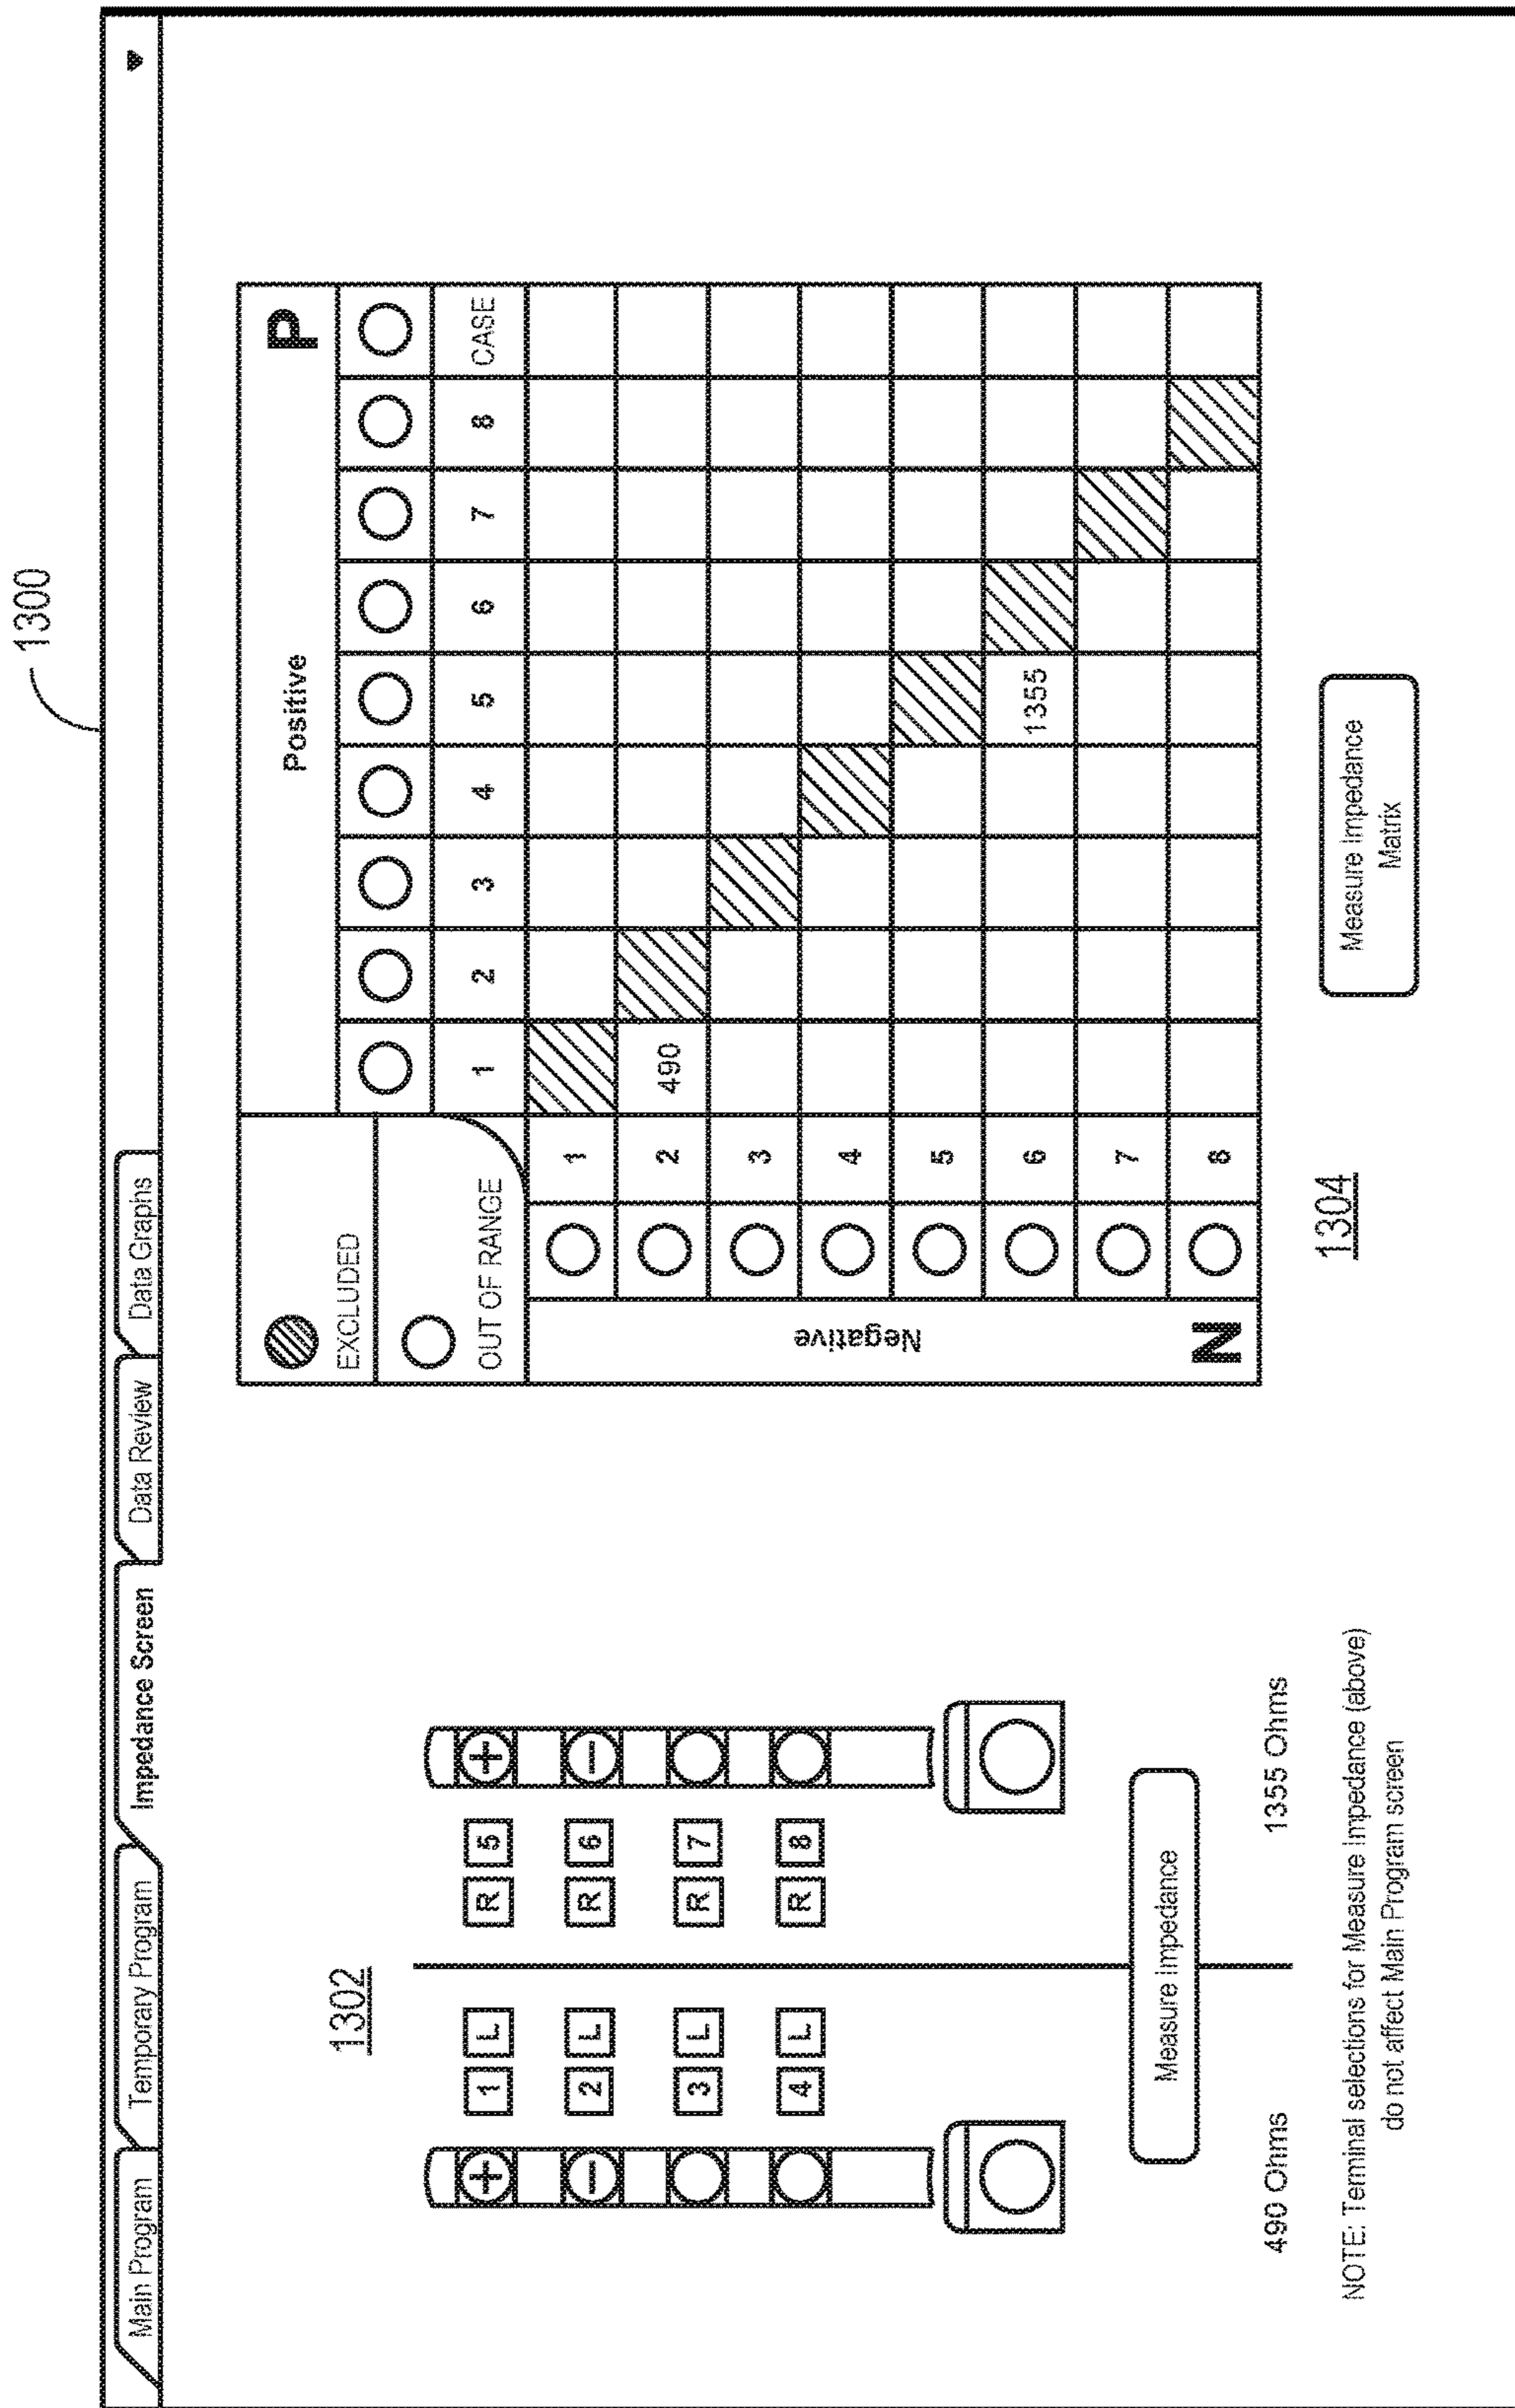 1300
Main Program
Temporary Program
Impedance Screen
Data Review
Data Graphs
1302
+
1 L
R 5
+
−
2 L
R 6
−
3 L
R 7
4 L
R 8
Measure Impedance
490 Ohms
1355 Ohms
NOTE: Terminal selections for Measure Impedance (above)
do not affect Main Program screen
EXCLUDED
OUT OF RANGE
Positive P
1 2 3 4 5 6 7 8 CASE
Negative
N
1
2 490
3
4
5
6 1355
7
8
1304
Measure Impedance
Matrix